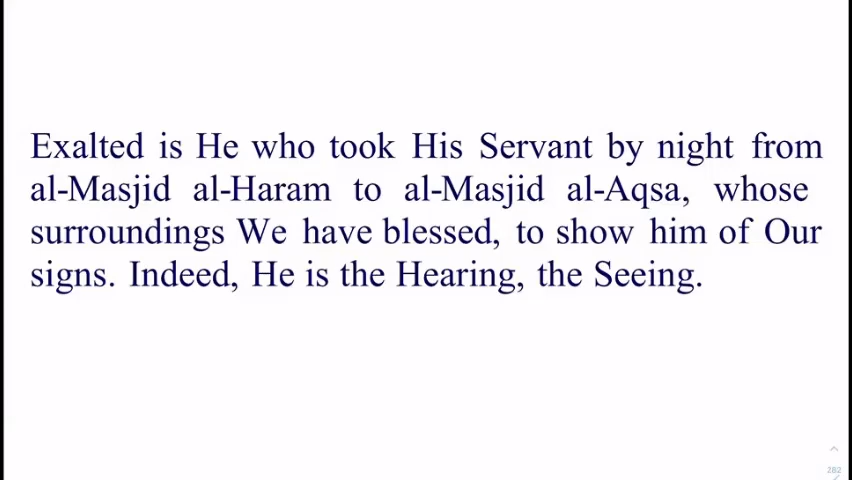 Exalted is He who took His Servant by night from
al-Masjid al-Haram to al-Masjid al-Aqsa, whose
surroundings We have blessed, to show him of Our
signs. Indeed, He is the Hearing, the Seeing.
282